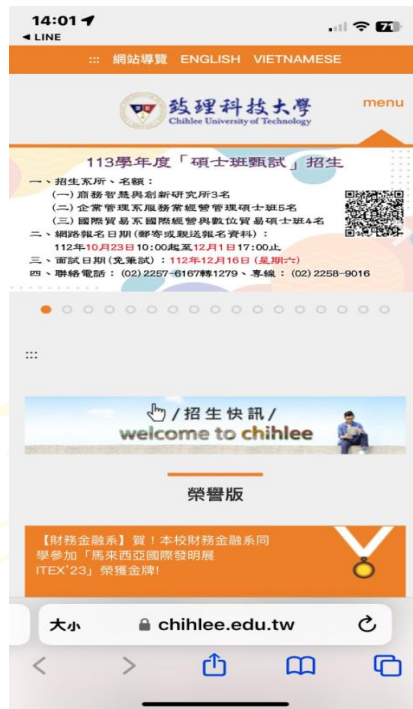 14:01
71
◀ LINE
::: 網站導覽 ENGLISH VIETNAMESE
致理科技大學
Chihlee University of Technology
menu
113學年度「碩士班甄試」招生
一、招生系所、名額：
(一)商務智慧與創新研究所3名
(二)企業管理系服務業經營管理碩士班5名
(三)國際貿易系國際經營與數位貿易碩士班4名
二、網路報名日期(郵寄或親送報名資料)：
112年10月23日10:00起至12月1日17:00止
三、面試日期(免筆試)：112年12月16日(星期六)
四、聯絡電話：(02)2257-6167轉1279、專線：(02)2258-9016
:::
/招生快訊/
welcome to chihlee
榮譽版
【財務金融系】賀！本校財務金融系同
學參加「馬來西亞國際發明展
ITEX'23」榮獲金牌!
大小 chihlee.edu.tw